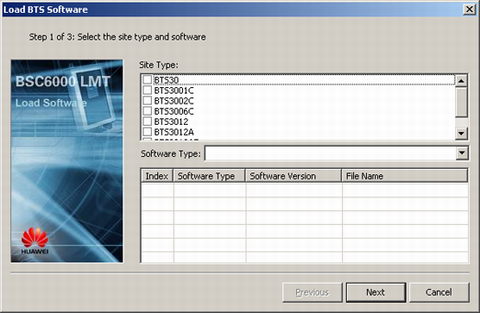 Load BTS Software
Step 1 of 3: Select the site type and software
BSC6000 LMT
Load Software
HUAWEI
Site Type:
BTS30
BTS3001C
BTS3002C
BTS3006C
BTS3012
BTS3012A
Software Type:
Index Software Type Software Version File Name
Previous Next Cancel